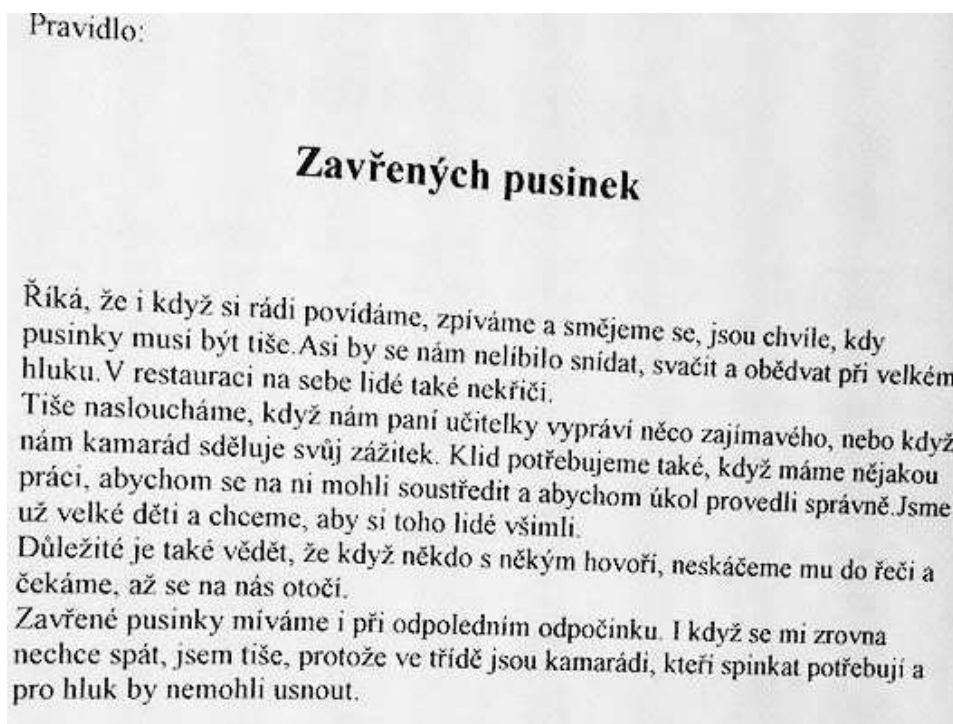 Pravidlo:
Zavřených pusinek
Říká, že i když si rádi povídáme, zpíváme a smějeme se, jsou chvíle, kdy
pusinky musí být tiše.Asi by se nám nelíbilo snídat, svačit a obědvat při velkém
hluku.V restauraci na sebe lidé také nekřičí.
Tiše nasloucháme, když nám paní učitelky vypráví něco zajímavého, nebo když
nám kamarád sděluje svůj zážitek. Klid potřebujeme také, když máme nějakou
práci, abychom se na ni mohli soustředit a abychom úkol provedli správně.Jsme
už velké děti a chceme, aby si toho lidé všimli.
Důležité je také vědět, že když někdo s někým hovoří, neskáčeme mu do řeči a
čekáme, až se na nás otočí.
Zavřené pusinky míváme i při odpoledním odpočinku. I když se mi zrovna
nechce spát, jsem tiše, protože ve třídě jsou kamarádi, kteří spinkat potřebují a
pro hluk by nemohli usnout.